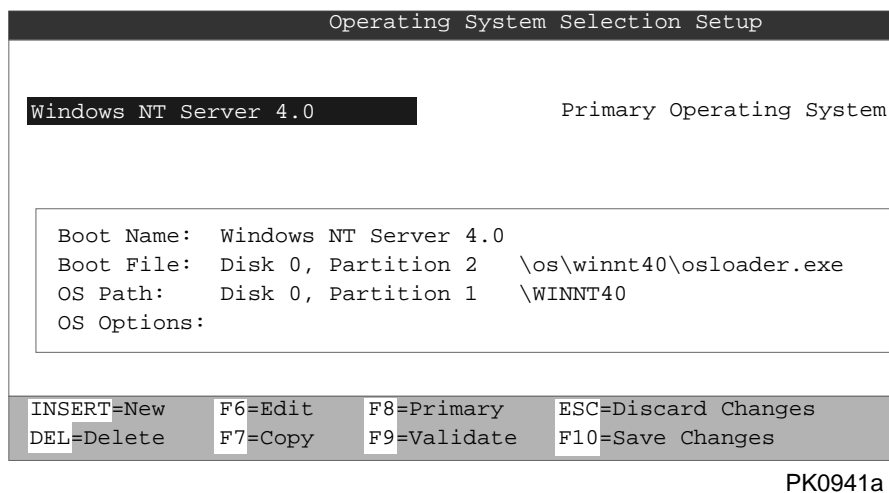 Operating System Selection Setup
Windows NT Server 4.0 Primary Operating System
Boot Name: Windows NT Server 4.0
Boot File: Disk 0, Partition 2 \os\winnt40\osloader.exe
OS Path: Disk 0, Partition 1 \WINNT40
OS Options:
INSERT=New F6=Edit F8=Primary ESC=Discard Changes
DEL=Delete F7=Copy F9=Validate F10=Save Changes
PK0941a